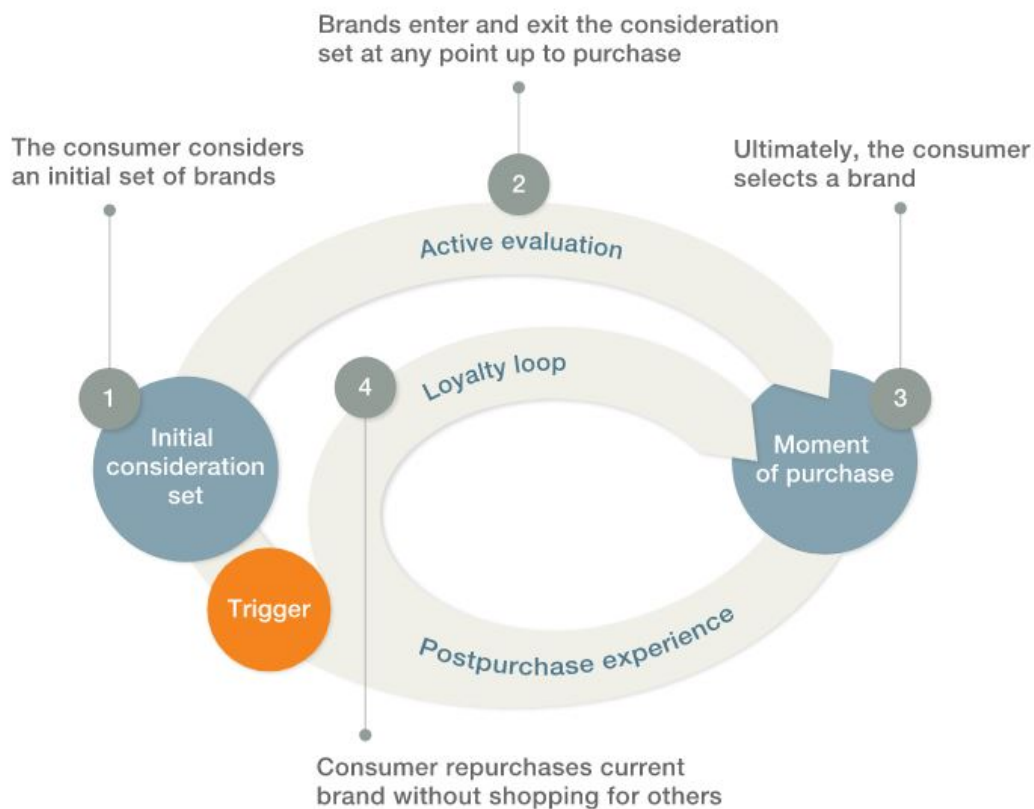 Brands enter and exit the consideration
set at any point up to purchase
The consumer considers
an initial set of brands
Ultimately, the consumer
selects a brand
2
Active evaluation
1
Initial
consideration
set
4
Loyalty loop
3
Moment
of purchase
Trigger
Postpurchase experience
Consumer repurchases current
brand without shopping for others